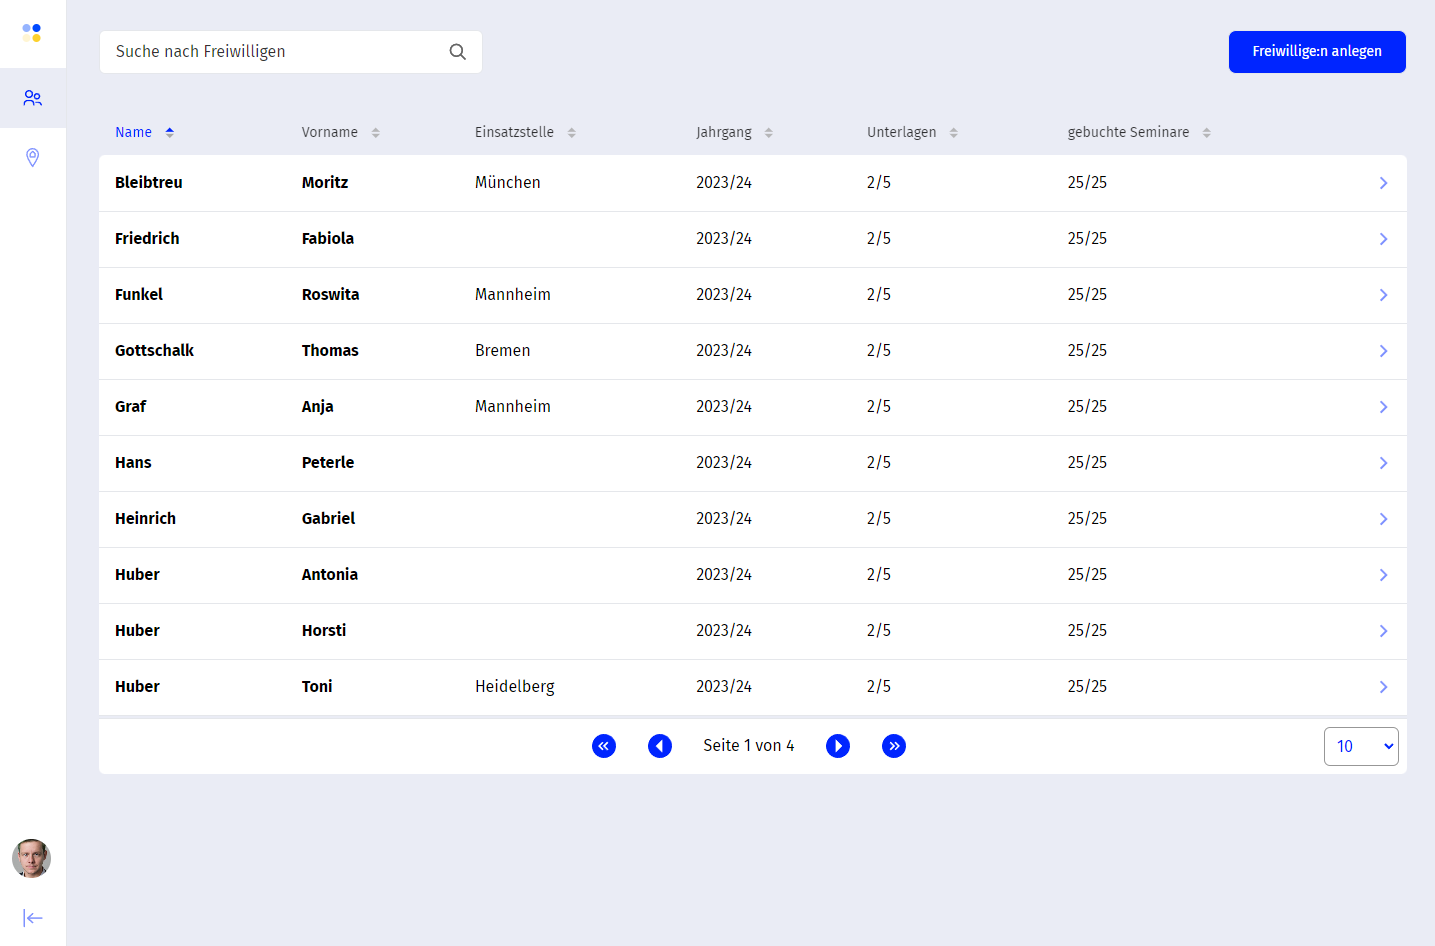 Suche nach Freiwilligen
Freiwillige:n anlegen
Name Vorname Einsatzstelle Jahrgang Unterlagen gebuchte Seminare
Bleibtreu Moritz München 2023/24 2/5 25/25
Friedrich Fabiola 2023/24 2/5 25/25
Funkel Roswita Mannheim 2023/24 2/5 25/25
Gottschalk Thomas Bremen 2023/24 2/5 25/25
Graf Anja Mannheim 2023/24 2/5 25/25
Hans Peterle 2023/24 2/5 25/25
Heinrich Gabriel 2023/24 2/5 25/25
Huber Antonia 2023/24 2/5 25/25
Huber Horsti 2023/24 2/5 25/25
Huber Toni Heidelberg 2023/24 2/5 25/25
Seite 1 von 4 10